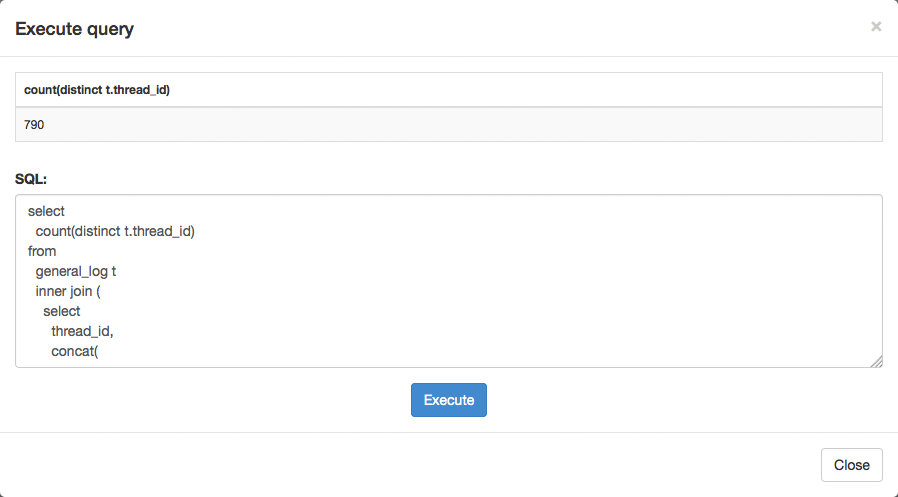 Execute query
×
count(distinct t.thread_id)
790
SQL:
select
count(distinct t.thread_id)
from
general_log t
inner join (
select
thread_id,
concat(
Execute
Close